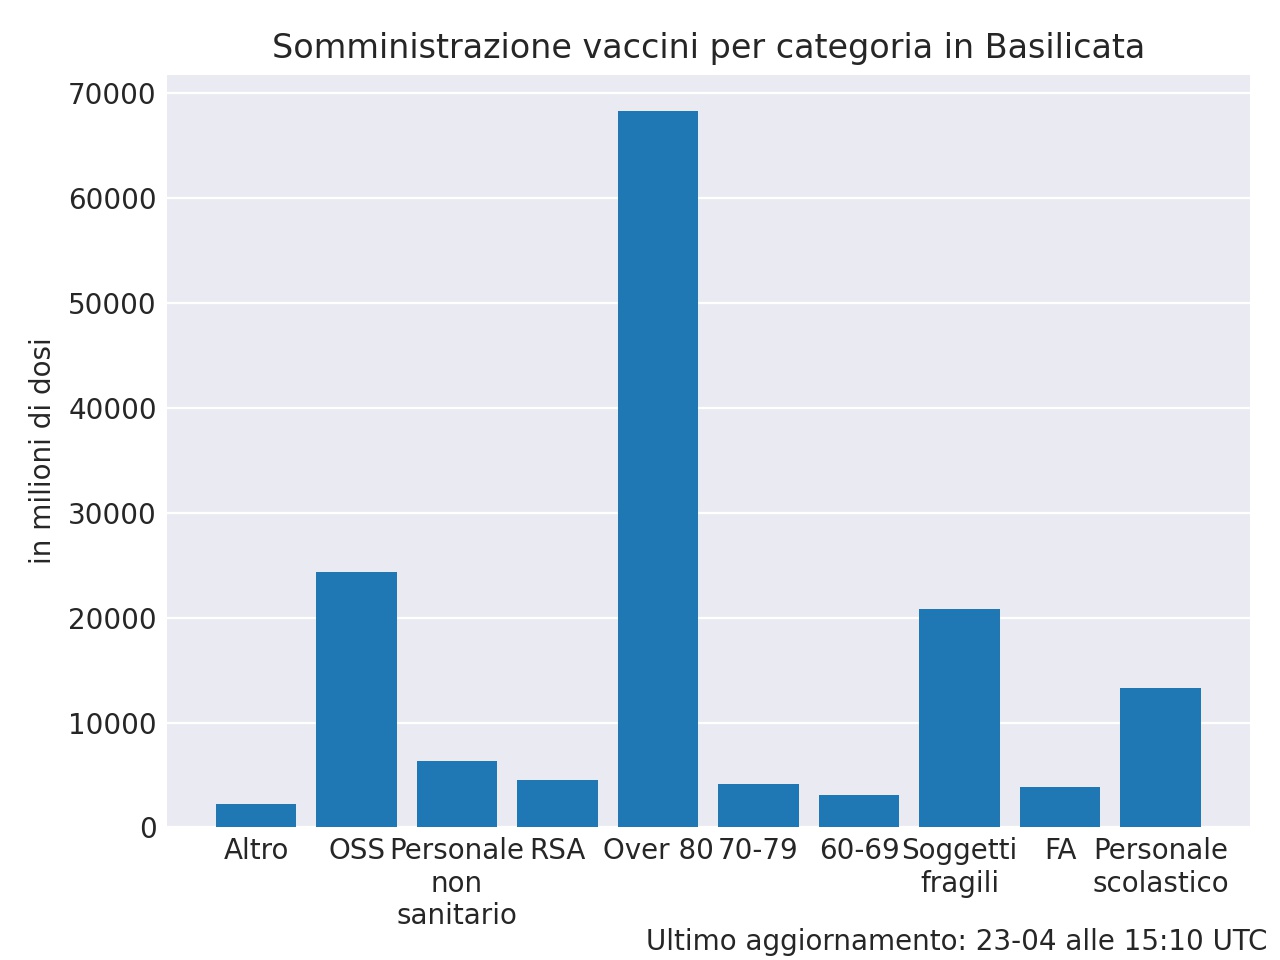 Somministrazione vaccini per categoria in Basilicata
70000
60000
50000
40000
30000
20000
10000
0
in milioni di dosi
Altro
OSS
Personale
non
sanitario
RSA
Over 80
70-79
60-69
Soggetti
fragili
FA
Personale
scolastico
Ultimo aggiornamento: 23-04 alle 15:10 UTC